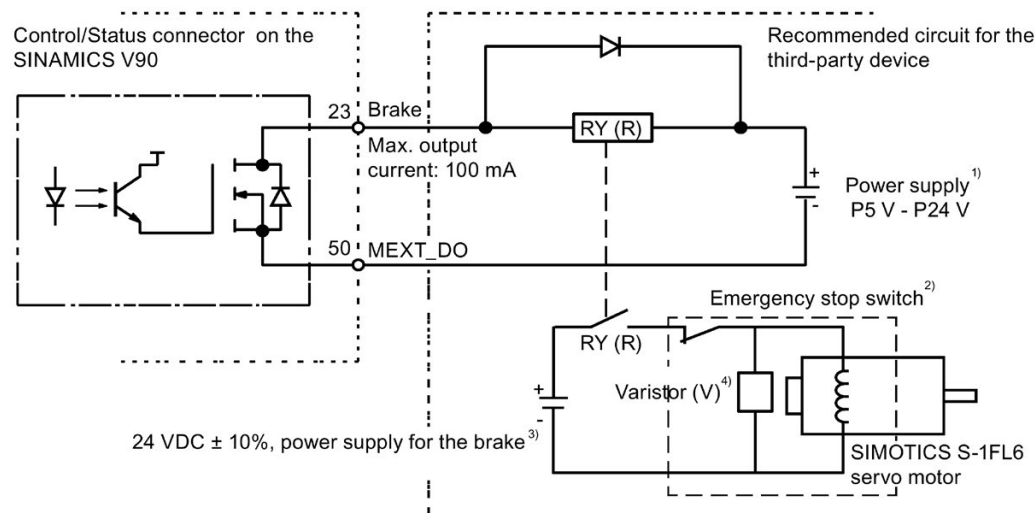 Control/Status connector on the
SINAMICS V90
Recommended circuit for the
third-party device
23
Brake
RY (R)
Max. output
current: 100 mA
+
-
Power supply 1)
P5 V - P24 V
50
MEXT_DO
Emergency stop switch 2)
RY (R)
+
-
Varistor (V) 4)
24 VDC ± 10%, power supply for the brake 3)
SIMOTICS S-1FL6
servo motor